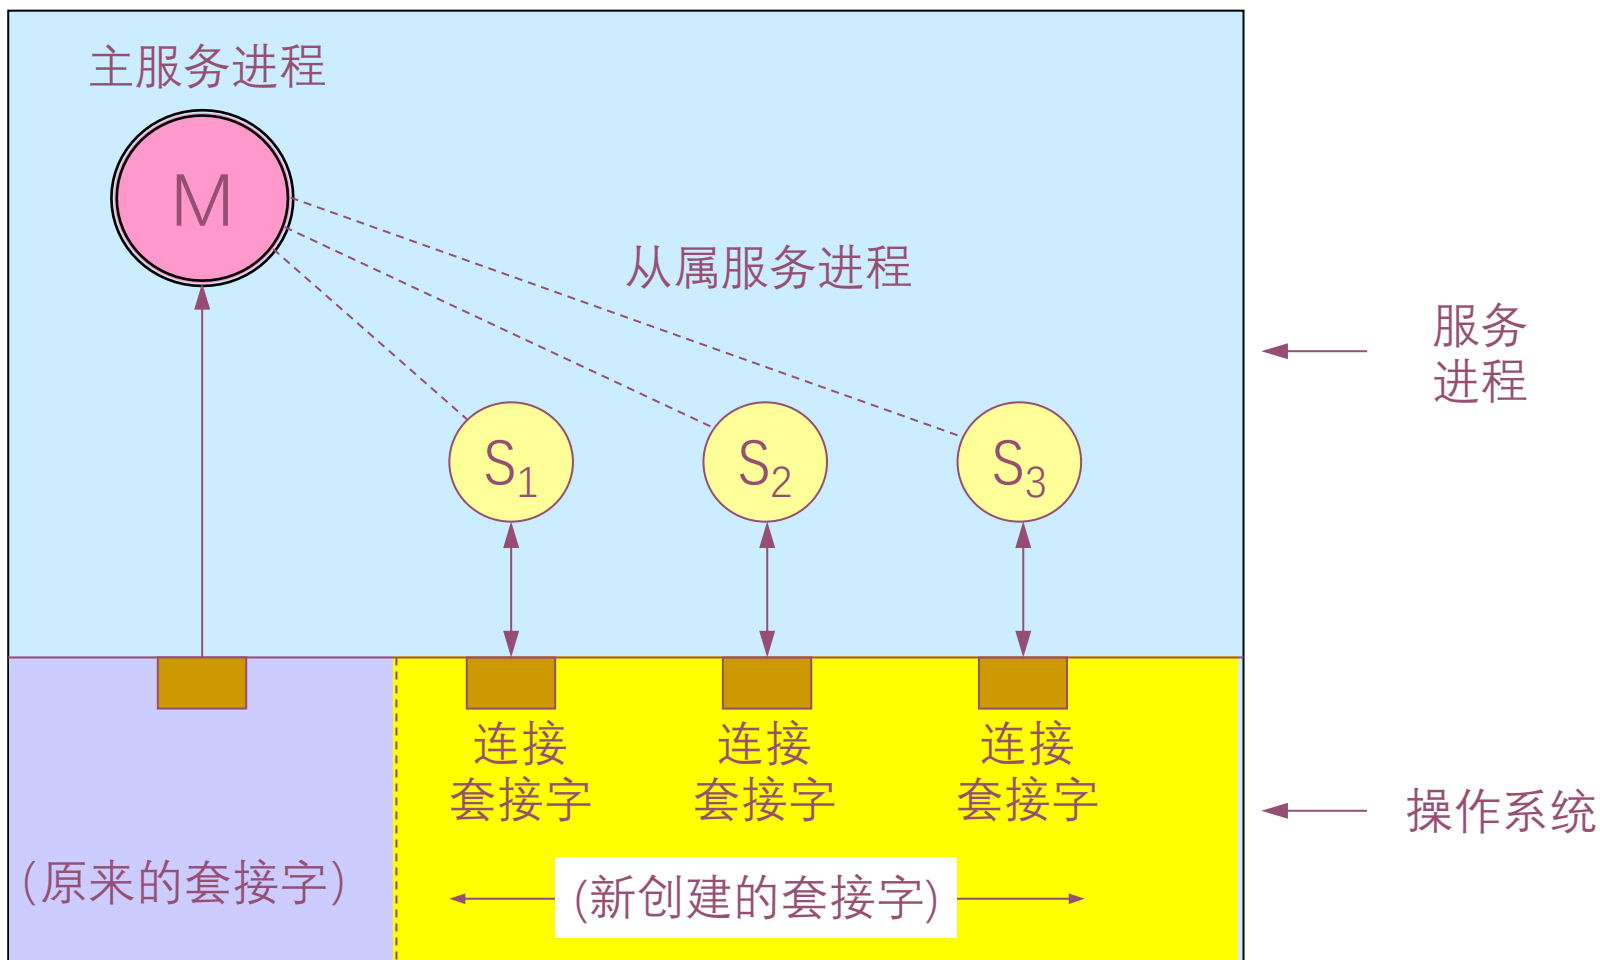 主服务进程
M
从属服务进程
服务
进程
S₁
S₂
S₃
连接
套接字
连接
套接字
连接
套接字
操作系统
(原来的套接字)
(新创建的套接字)